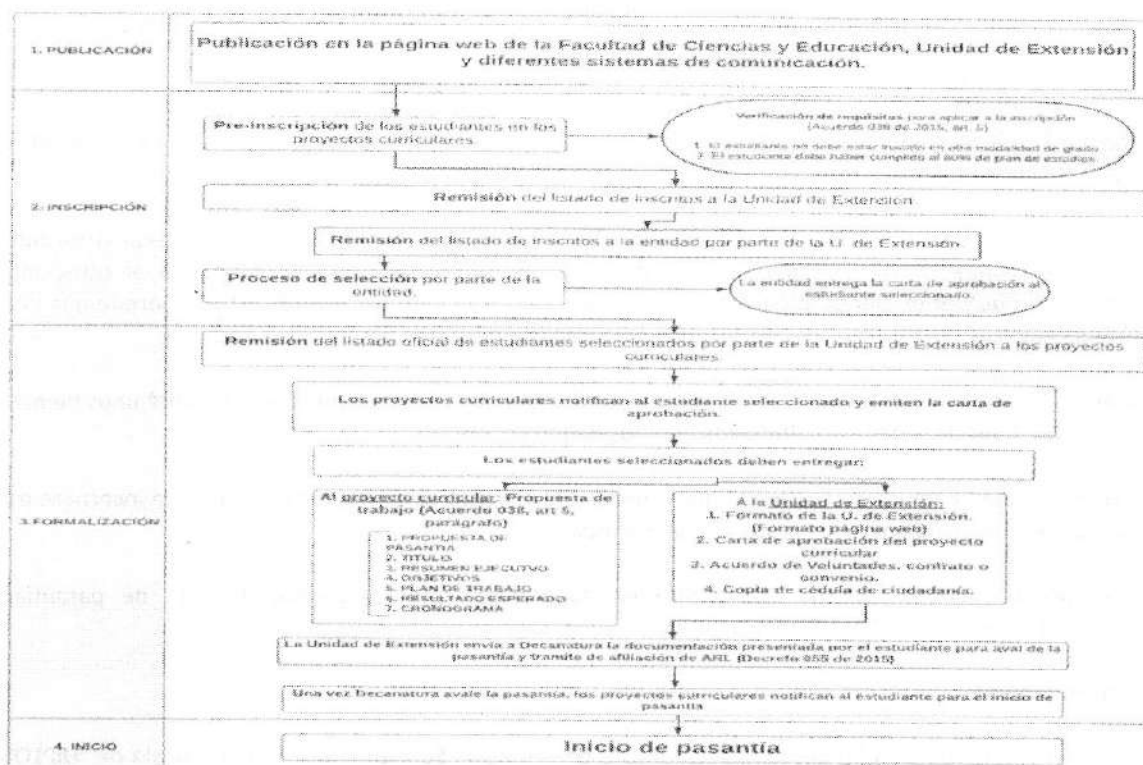 1. PUBLICACIÓN
Publicación en la página web de la Facultad de Ciencias y Educación, Unidad de Extensión
y diferentes sistemas de comunicación.
2. INSCRIPCIÓN
Pre-inscripción de los estudiantes en los
proyectos curriculares.
Verificación de requisitos para aplicar a la inscripción
(Acuerdo 038 de 2015, art. 5)
1. El estudiante no debe estar inscrito en otra modalidad de grado
2. El estudiante debe haber cumplido al 80% de plan de estudios.
Remisión del listado de inscritos a la Unidad de Extensión
Remisión del listado de inscritos a la entidad por parte de la U. de Extensión.
Proceso de selección por parte de la
entidad.
La entidad entrega la carta de aprobación al
estudiante seleccionado.
3. FORMALIZACIÓN
Remisión del listado oficial de estudiantes seleccionados por parte de la Unidad de Extensión a los proyectos
curriculares.
Los proyectos curriculares notifican al estudiante seleccionado y emiten la carta de
aprobación.
Los estudiantes seleccionados deben entregar:
Al proyecto curricular: Propuesta de
trabajo (Acuerdo 038, art 5,
parágrafo)
1. PROPUESTA DE
PASANTIA
2. TITULO
3. RESUMEN EJECUTVO
4. OBJETIVOS
5. PLAN DE TRABAJO
6. RESULTADO ESPERADO
7. CRONOGRAMA
A la Unidad de Extensión:
1. Formato de la U. de Extensión.
(Formato página web)
2. Carta de aprobación del proyecto
curricular
3. Acuerdo de Voluntades, contrato o
convenio.
4. Copia de cédula de ciudadanía.
La Unidad de Extensión envía a Decanatura la documentación presentada por el estudiante para aval de la
pasantía y tramite de afiliación de ARL (Decreto 055 de 2015)
Una vez Decanatura avale la pasantía, los proyectos curriculares notifican al estudiante para el inicio de
pasantía
4. INICIO
Inicio de pasantía